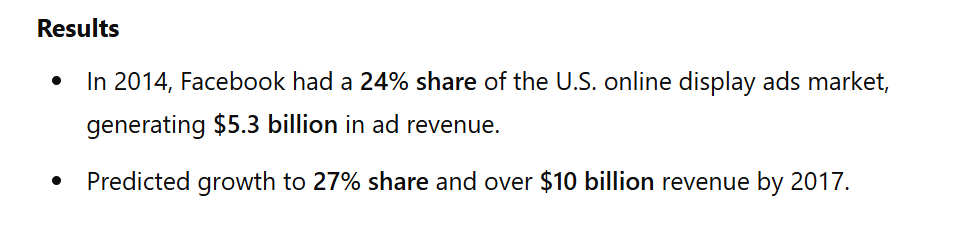 Results
• In 2014, Facebook had a 24% share of the U.S. online display ads market,
generating $5.3 billion in ad revenue.
• Predicted growth to 27% share and over $10 billion revenue by 2017.